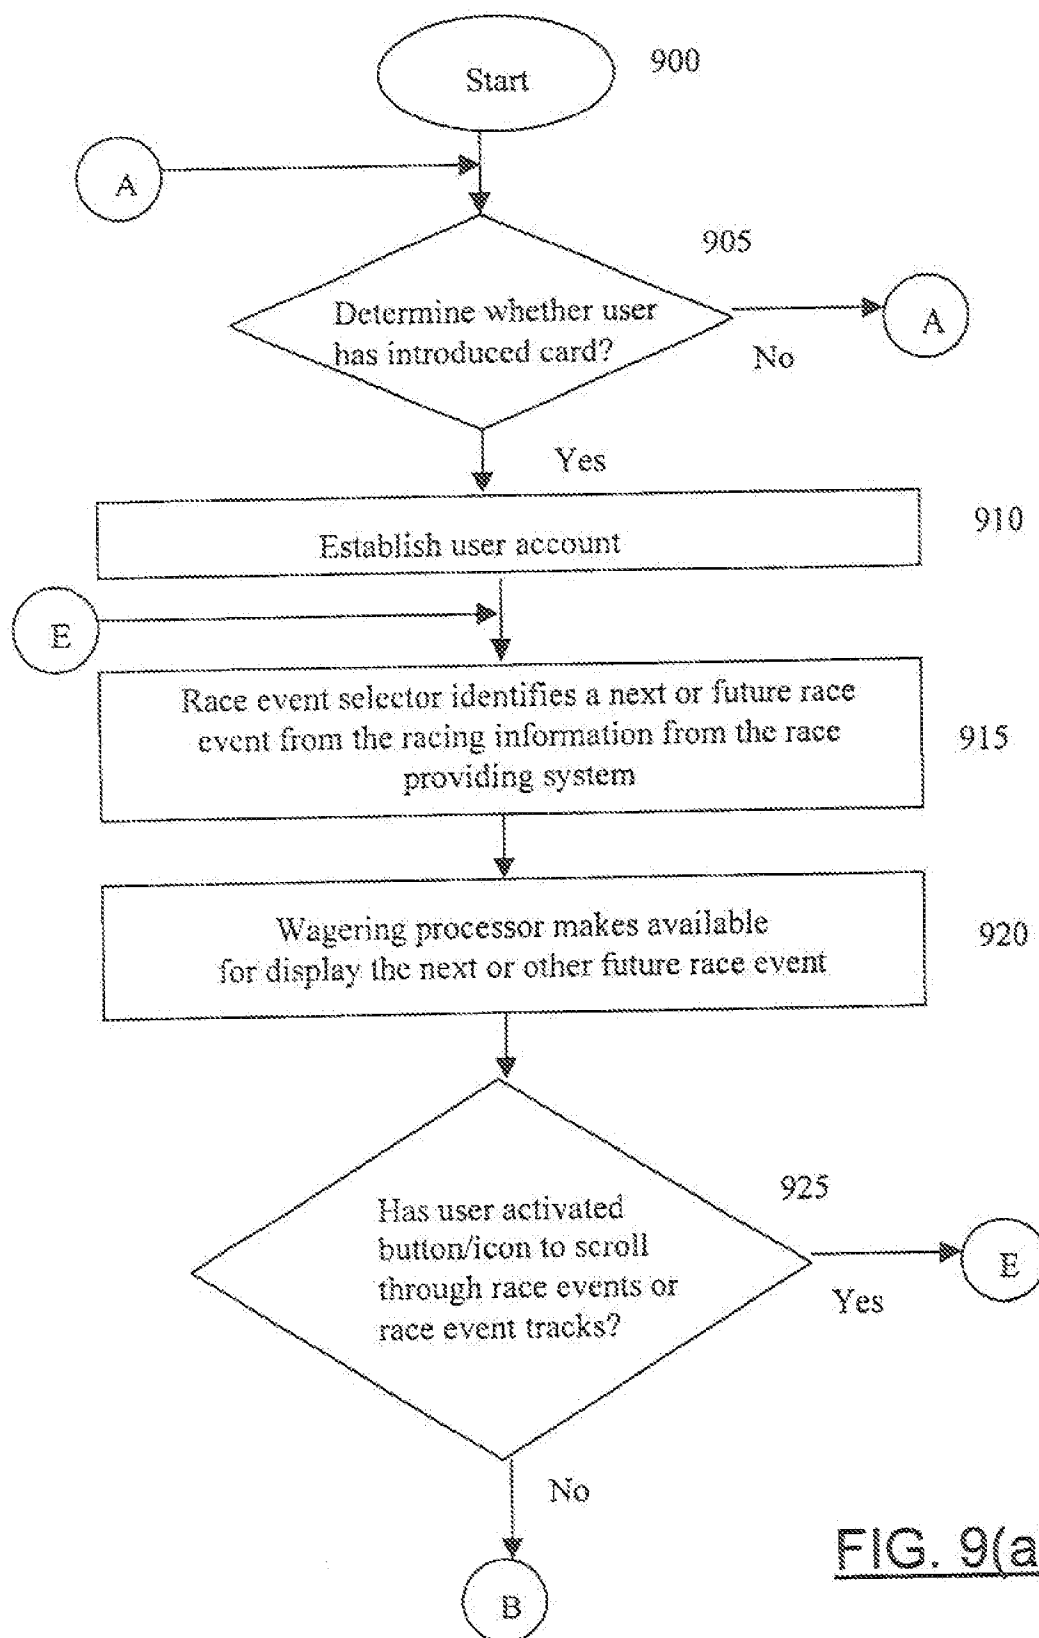 Start
900
A
905
Determine whether user
has introduced card?
A
No
Yes
910
Establish user account
E
Race event selector identifies a next or future race
event from the racing information from the race
providing system
915
Wagering processor makes available
for display the next or other future race event
920
925
Has user activated
button/icon to scroll
through race events or
race event tracks?
E
Yes
No
B
FIG. 9(a